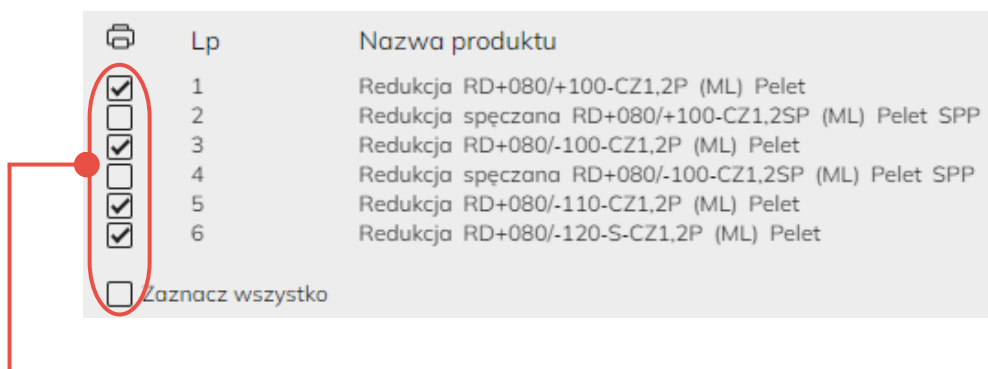 Lp Nazwa produktu
1 Redukcja RD+080/+100-CZ1,2P (ML) Pelet
2 Redukcja spęczana RD+080/+100-CZ1,2SP (ML) Pelet SPP
3 Redukcja RD+080/-100-CZ1,2P (ML) Pelet
4 Redukcja spęczana RD+080/-100-CZ1,2SP (ML) Pelet SPP
5 Redukcja RD+080/-110-CZ1,2P (ML) Pelet
6 Redukcja RD+080/-120-S-CZ1,2P (ML) Pelet
Zaznacz wszystko